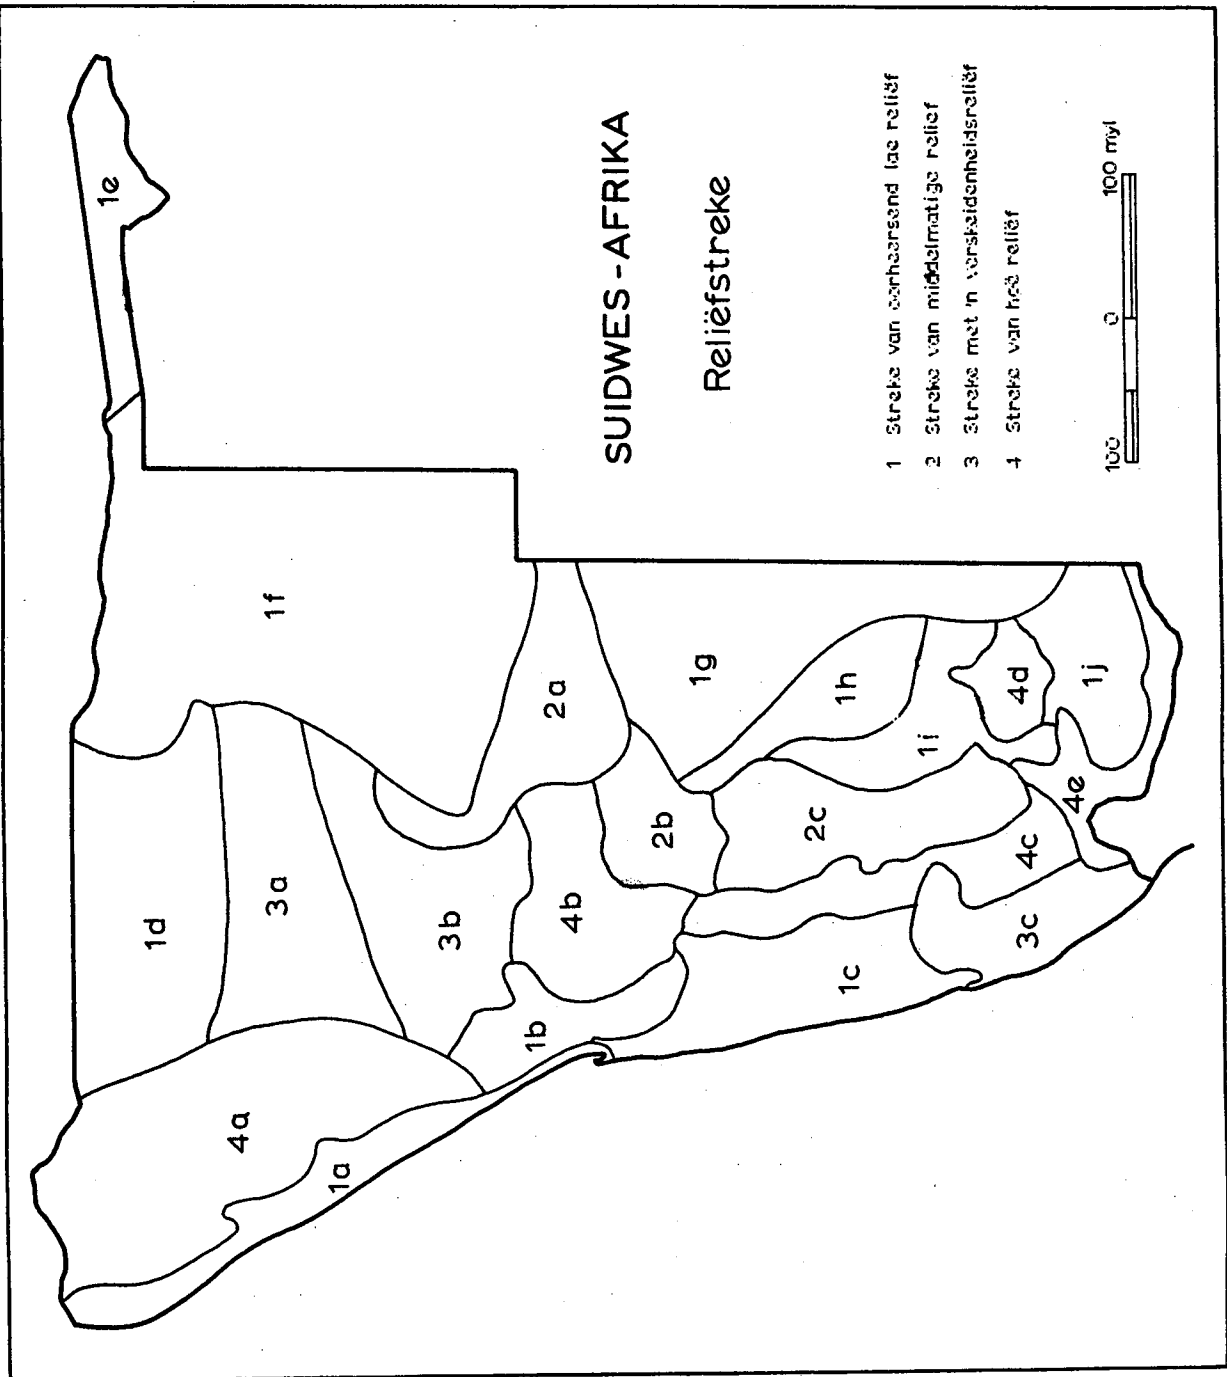 SUIDWES-AFRIKA
Reliëfstreke
1 Streke van oorheersend lae reliëf
2 Streke van middelmatige relief
3 Streke met 'n verskeidenheidsreliëf
4 Streke van hoë reliëf
100 0 100 myl
1e
1f
1d
3a
3b
4a
1a
1b
4b
2a
2b
1g
1h
1i
2c
1c
3c
4c
4d
4e
1j